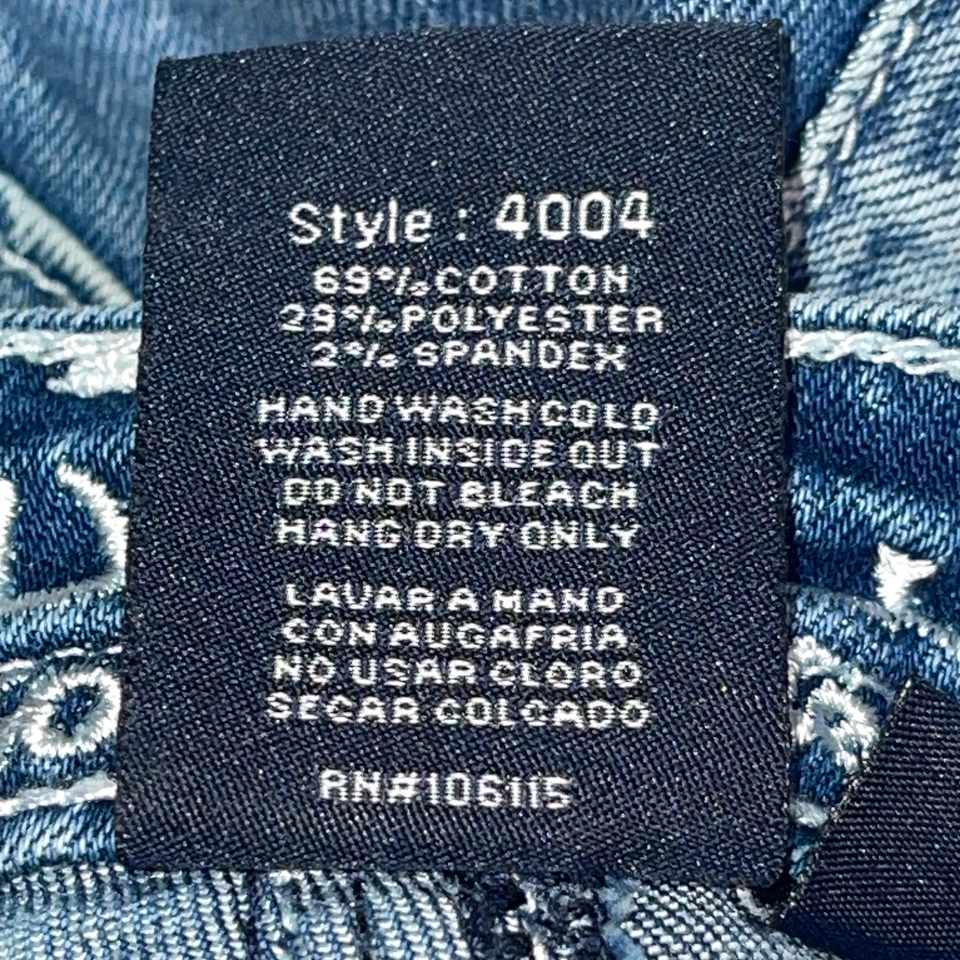 Style : 4004
69% COTTON
29% POLYESTER
2% SPANDEX
HAND WASH COLD
WASH INSIDE OUT
DO NOT BLEACH
HANG DRY ONLY
LAVAR A MANO
CON AUGAFRIA
NO USAR CLORO
SECAR COLCADO
RN#106115